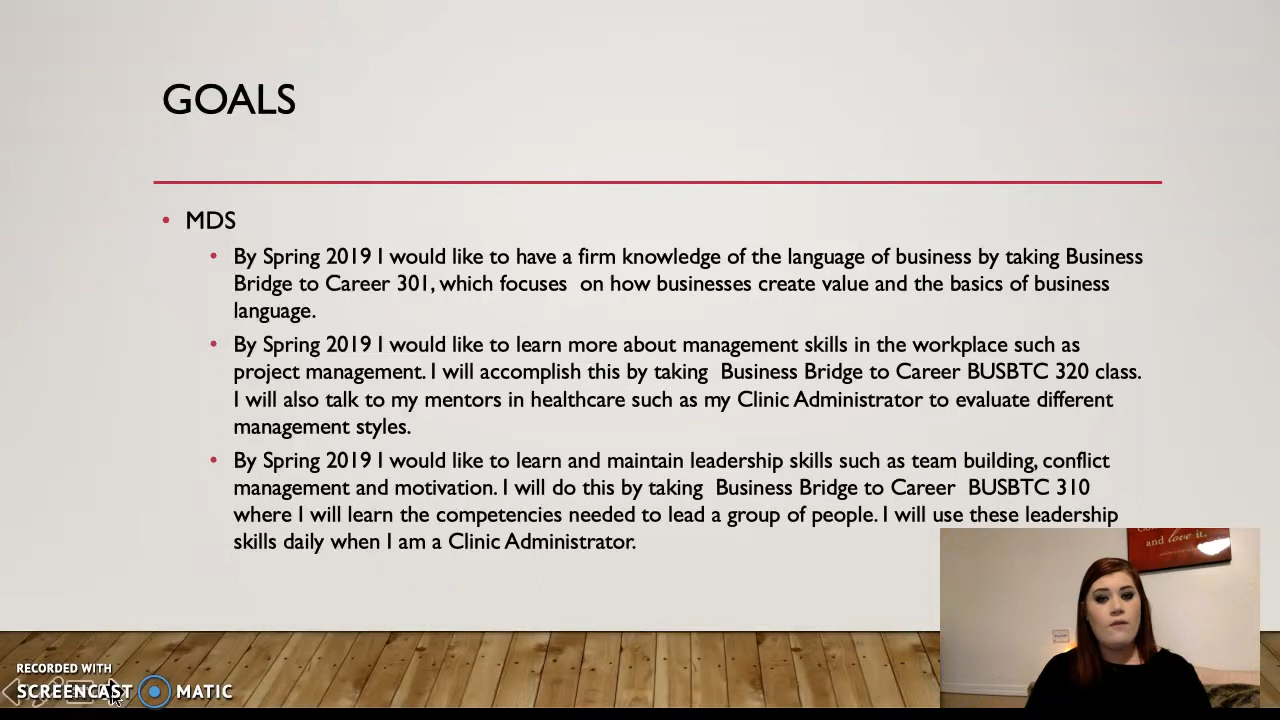 GOALS
• MDS
• By Spring 2019 I would like to have a firm knowledge of the language of business by taking Business
Bridge to Career 301, which focuses  on how businesses create value and the basics of business
language.
• By Spring 2019 I would like to learn more about management skills in the workplace such as
project management. I will accomplish this by taking  Business Bridge to Career BUSBTC 320 class.
I will also talk to my mentors in healthcare such as my Clinic Administrator to evaluate different
management styles.
• By Spring 2019 I would like to learn and maintain leadership skills such as team building, conflict
management and motivation. I will do this by taking  Business Bridge to Career  BUSBTC 310
where I will learn the competencies needed to lead a group of people. I will use these leadership
skills daily when I am a Clinic Administrator.
and love it.
RECORDED WITH
SCREENCAST MATIC